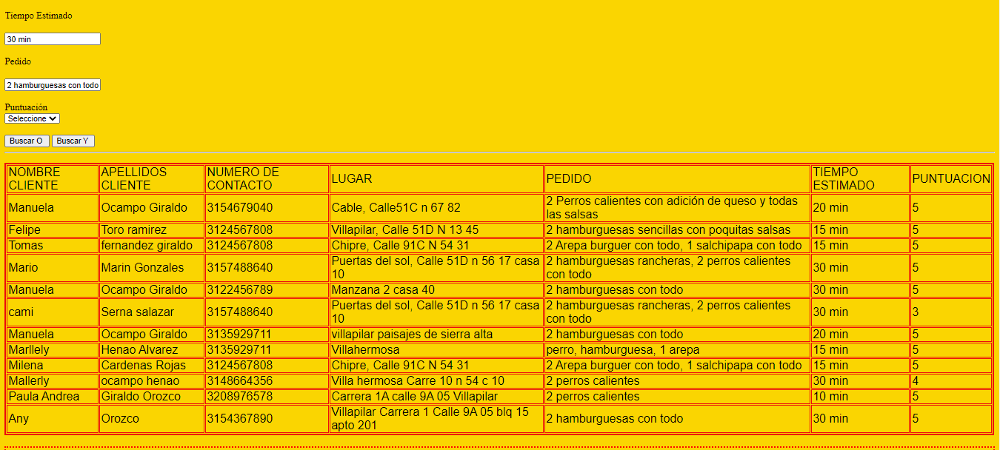 Tiempo Estimado
30 min
Pedido
2 hamburguesas con todo
Puntuación
Seleccione
Buscar O Buscar Y
NOMBRE CLIENTE APELLIDOS CLIENTE NUMERO DE CONTACTO LUGAR PEDIDO TIEMPO ESTIMADO PUNTUACION
Manuela Ocampo Giraldo 3154679040 Cable, Calle51C n 67 82 2 Perros calientes con adición de queso y todas las salsas 20 min 5
Felipe Toro ramirez 3124567808 Villapilar, Calle 51D N 13 45 2 hamburguesas sencillas con poquitas salsas 15 min 5
Tomas fernandez giraldo 3124567808 Chipre, Calle 91C N 54 31 2 Arepa burguer con todo, 1 salchipapa con todo 15 min 5
Mario Marin Gonzales 3157488640 Puertas del sol, Calle 51D n 56 17 casa 10 2 hamburguesas rancheras, 2 perros calientes con todo 30 min 5
Manuela Ocampo Giraldo 3122456789 Manzana 2 casa 40 2 hamburguesas con todo 30 min 5
cami Serna salazar 3157488640 Puertas del sol, Calle 51D n 56 17 casa 10 2 hamburguesas rancheras, 2 perros calientes con todo 30 min 3
Manuela Ocampo Giraldo 3135929711 villapilar paisajes de sierra alta 2 hamburguesas con todo 20 min 5
Marllely Henao Alvarez 3135929711 Villahermosa perro, hamburguesa, 1 arepa 15 min 5
Milena Cardenas Rojas 3124567808 Chipre, Calle 91C N 54 31 2 Arepa burguer con todo, 1 salchipapa con todo 15 min 5
Mallerly ocampo henao 3148664356 Villa hermosa Carre 10 n 54 c 10 2 perros calientes 30 min 4
Paula Andrea Giraldo Orozco 3208976578 Carrera 1A calle 9A 05 Villapilar 2 perros calientes 10 min 5
Any Orozco 3154367890 Villapilar Carrera 1 Calle 9A 05 blq 15 apto 201 2 hamburguesas con todo 30 min 5